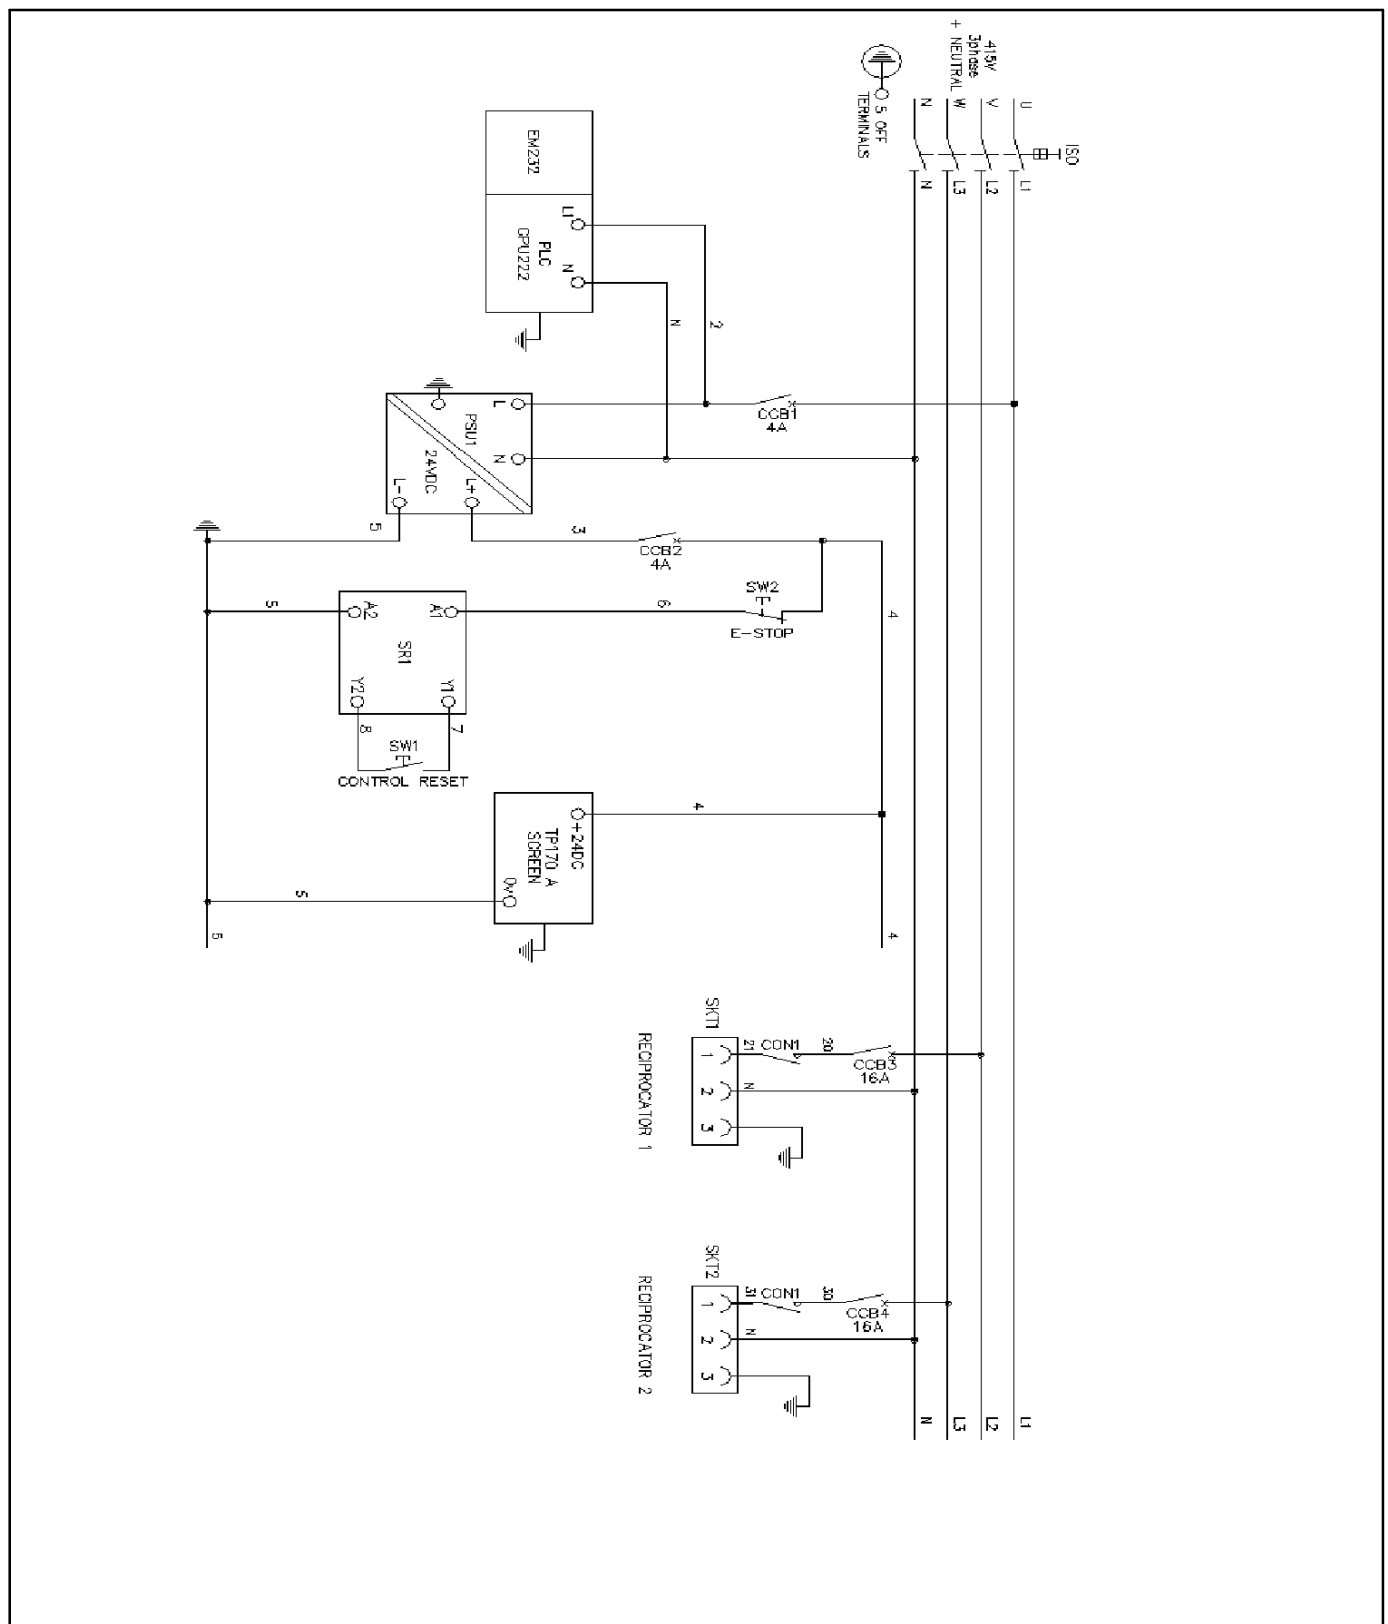 415V
3phase
+ NEUTRAL
U
V
W
N
ISO
L1
L2
L3
N
5 OFF
TERMINALS
EM232
PLC
CPU222
L1
N
2
N
CCB1
4A
L
N
PSU1
24VDC
L+
L-
5
3
CCB2
4A
SW2
E-STOP
4
6
5
A1
A2
SR1
Y1
Y2
7
8
SW1
CONTROL RESET
+24DC
TP170 A
SCREEN
0V
4
5
4
5
SKT1
RECIPROCATOR 1
1
2
3
21
CON1
20
CCB3
16A
N
SKT2
RECIPROCATOR 2
1
2
3
31
CON1
30
CCB4
16A
N
L1
L2
L3
N